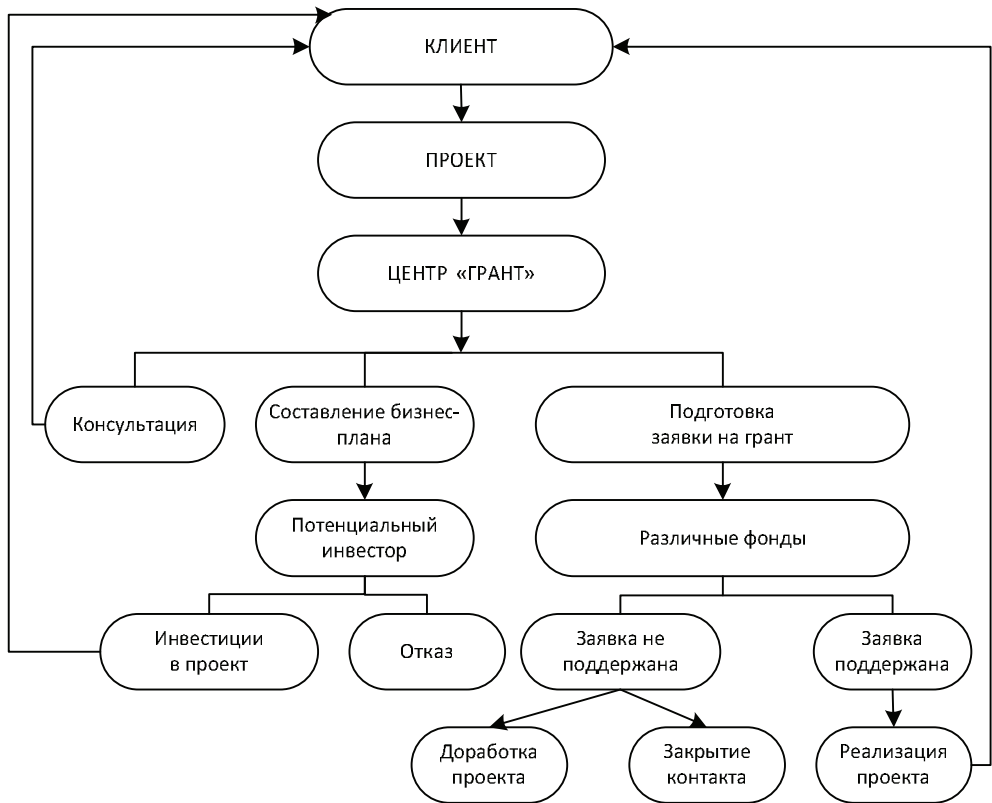 КЛИЕНТ
ПРОЕКТ
ЦЕНТР «ГРАНТ»
Консультация
Составление бизнес-
плана
Подготовка
заявки на грант
Потенциальный
инвестор
Различные фонды
Инвестиции
в проект
Отказ
Заявка не
поддержана
Заявка
поддержана
Доработка
проекта
Закрытие
контакта
Реализация
проекта